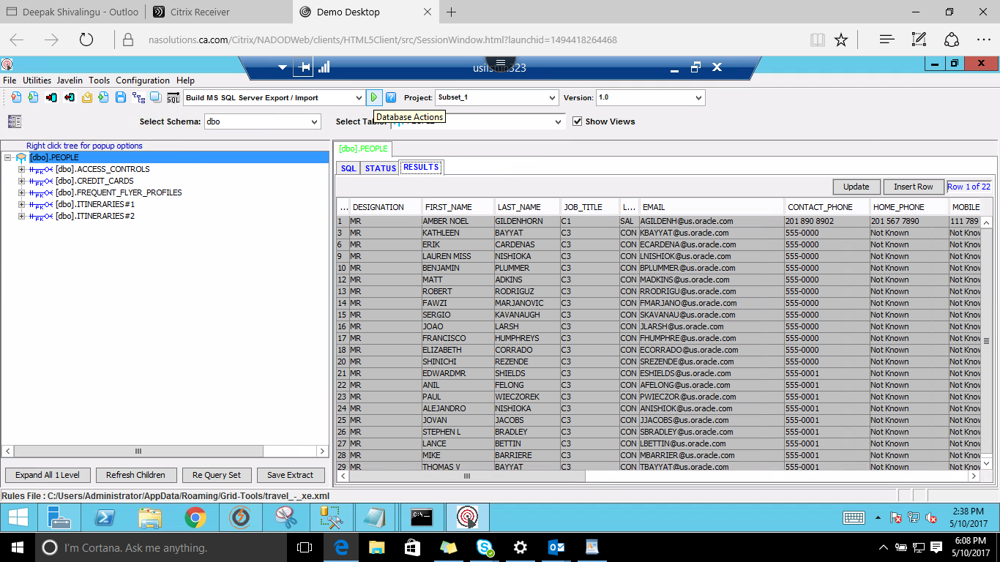 Deepak Shivalingu - Outloo Citrix Receiver Demo Desktop
nasolutions.ca.com/Citrix/NADODWeb/clients/HTML5Client/src/SessionWindow.html?launchid=1494418264468
File Utilities Javelin Tools Configuration Help
SQL Build MS SQL Server Export / Import Project: Subset_1 Version: 1.0
Database Actions
Select Schema: dbo Show Views
Right click tree for popup options
[dbo].PEOPLE
[dbo].ACCESS_CONTROLS
[dbo].CREDIT_CARDS
[dbo].FREQUENT_FLYER_PROFILES
[dbo].ITINERARIES#1
[dbo].ITINERARIES#2
Expand All 1 Level Refresh Children Re Query Set Save Extract
[dbo].PEOPLE
SQL STATUS RESULTS
Update Insert Row Row 1 of 22
... DESIGNATION FIRST_NAME LAST_NAME JOB_TITLE L... EMAIL CONTACT_PHONE HOME_PHONE MOBILE
1 MR AMBER NOEL GILDENHORN C1 SAL AGILDENH@us.oracle.com 201 890 8902 201 567 7890 111 789
3 MR KATHLEEN BAYYAT C3 CON KBAYYAT@us.oracle.com 555-0000 Not Known Not Know
6 MR ERIK CARDENAS C3 CON ECARDENA@us.oracle.com 555-0000 Not Known Not Know
9 MR LAUREN MISS NISHIOKA C3 CON LNISHIOK@us.oracle.com 555-0000 Not Known Not Know
10 MR BENJAMIN PLUMMER C3 CON BPLUMMER@us.oracle.com 555-0000 Not Known Not Know
12 MR MATT ADKINS C3 CON MADKINS@us.oracle.com 555-0000 Not Known Not Know
13 MR ROBERT RODRIGUZ C3 CON RRODRIGU@us.oracle.com 555-0000 Not Known Not Know
14 MR FAWZI MARJANOVIC C3 CON FMARJANO@us.oracle.com 555-0000 Not Known Not Know
15 MR SERGIO KAVANAUGH C3 CON SKAVANAU@us.oracle.com 555-0000 Not Known Not Know
16 MR JOAO LARSH C3 CON JLARSH@us.oracle.com 555-0000 Not Known Not Know
17 MR FRANCISCO HUMPHREYS C3 CON FHUMPHRE@us.oracle.com 555-0000 Not Known Not Know
18 MR ELIZABETH CORRADO C3 CON ECORRADO@us.oracle.com 555-0000 Not Known Not Know
20 MR SHINICHI REZENDE C3 CON SREZENDE@us.oracle.com 555-0000 Not Known Not Know
21 MR EDWARDMR SHIELDS C3 CON ESHIELDS@us.oracle.com 555-0001 Not Known Not Know
22 MR ANIL FELONG C3 CON AFELONG@us.oracle.com 555-0001 Not Known Not Know
23 MR PAUL WIECZOREK C3 CON PWIECZOR@us.oracle.com 555-0001 Not Known Not Know
24 MR ALEJANDRO NISHIOKA C3 CON ANISHIOK@us.oracle.com 555-0001 Not Known Not Know
25 MR JOVAN JACOBS C3 CON JJACOBS@us.oracle.com 555-0001 Not Known Not Know
26 MR STEPHEN L BRADLEY C3 CON SBRADLEY@us.oracle.com 555-0001 Not Known Not Know
27 MR LANCE BETTIN C3 CON LBETTIN@us.oracle.com 555-0001 Not Known Not Know
28 MR MIKE BARRIERE C3 CON MBARRIER@us.oracle.com 555-0001 Not Known Not Know
29 MR THOMAS V BAYYAT C3 CON TBAYYAT@us.oracle.com 555-0001 Not Known Not Know
Rules File : C:/Users/Administrator/AppData/Roaming/Grid-Tools/travel_-_xe.xml
2:38 PM
5/10/2017
I'm Cortana. Ask me anything.
6:08 PM
5/10/2017